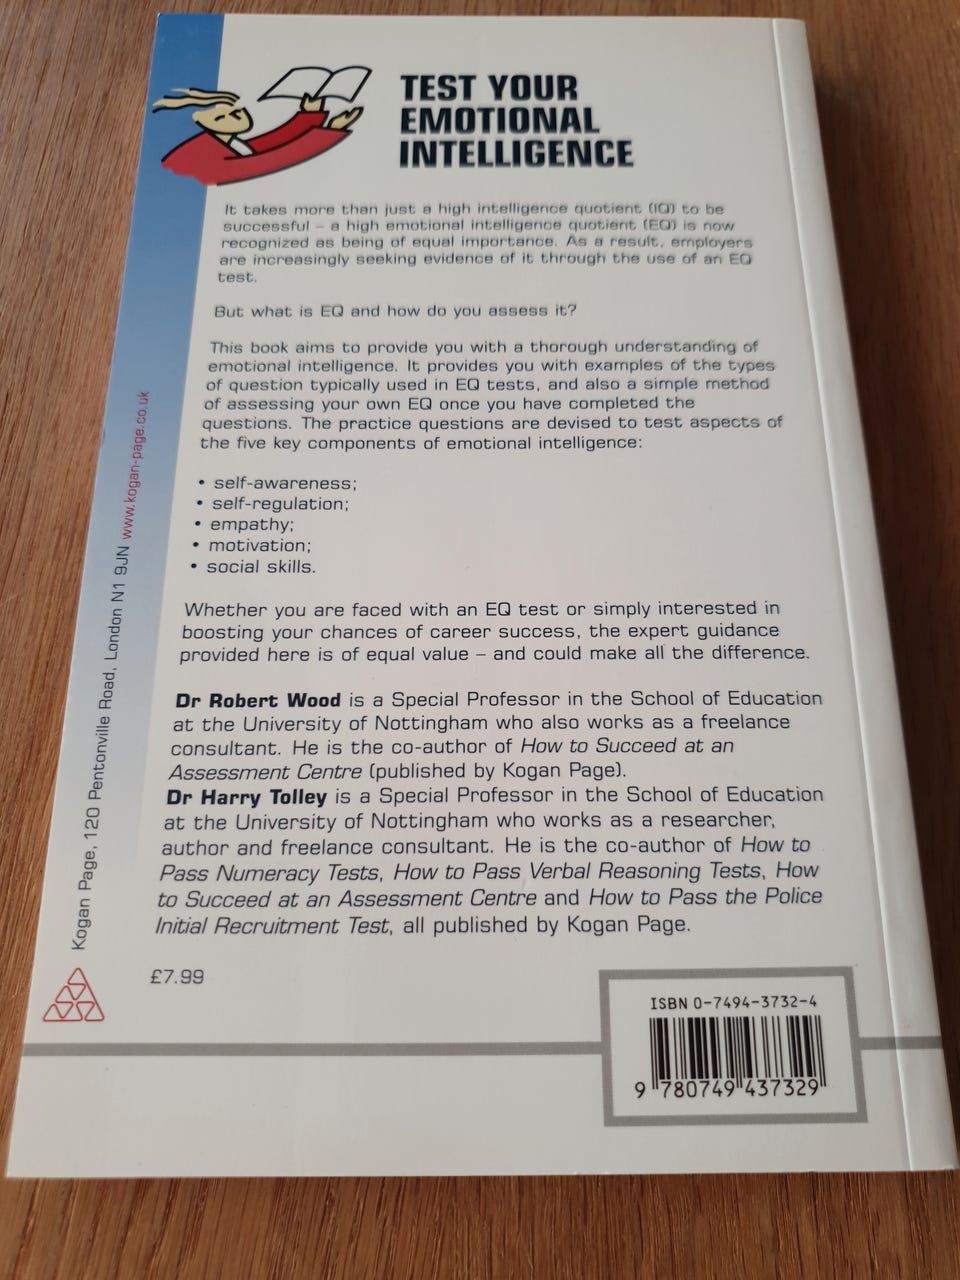 TEST YOUR
EMOTIONAL
INTELLIGENCE
It takes more than just a high intelligence quotient (IQ) to be
successful – a high emotional intelligence quotient (EQ) is now
recognized as being of equal importance. As a result, employers
are increasingly seeking evidence of it through the use of an EQ
test.
But what is EQ and how do you assess it?
This book aims to provide you with a thorough understanding of
emotional intelligence. It provides you with examples of the types
of question typically used in EQ tests, and also a simple method
of assessing your own EQ once you have completed the
questions. The practice questions are devised to test aspects of
the five key components of emotional intelligence:
• self-awareness;
• self-regulation;
• empathy;
• motivation;
• social skills.
Whether you are faced with an EQ test or simply interested in
boosting your chances of career success, the expert guidance
provided here is of equal value – and could make all the difference.
Dr Robert Wood is a Special Professor in the School of Education
at the University of Nottingham who also works as a freelance
consultant. He is the co-author of How to Succeed at an
Assessment Centre (published by Kogan Page).
Dr Harry Tolley is a Special Professor in the School of Education
at the University of Nottingham who works as a researcher,
author and freelance consultant. He is the co-author of How to
Pass Numeracy Tests, How to Pass Verbal Reasoning Tests, How
to Succeed at an Assessment Centre and How to Pass the Police
Initial Recruitment Test, all published by Kogan Page.
£7.99
Kogan Page, 120 Pentonville Road, London N1 9JN www.kogan-page.co.uk
ISBN 0-7494-3732-4
9 780749 437329